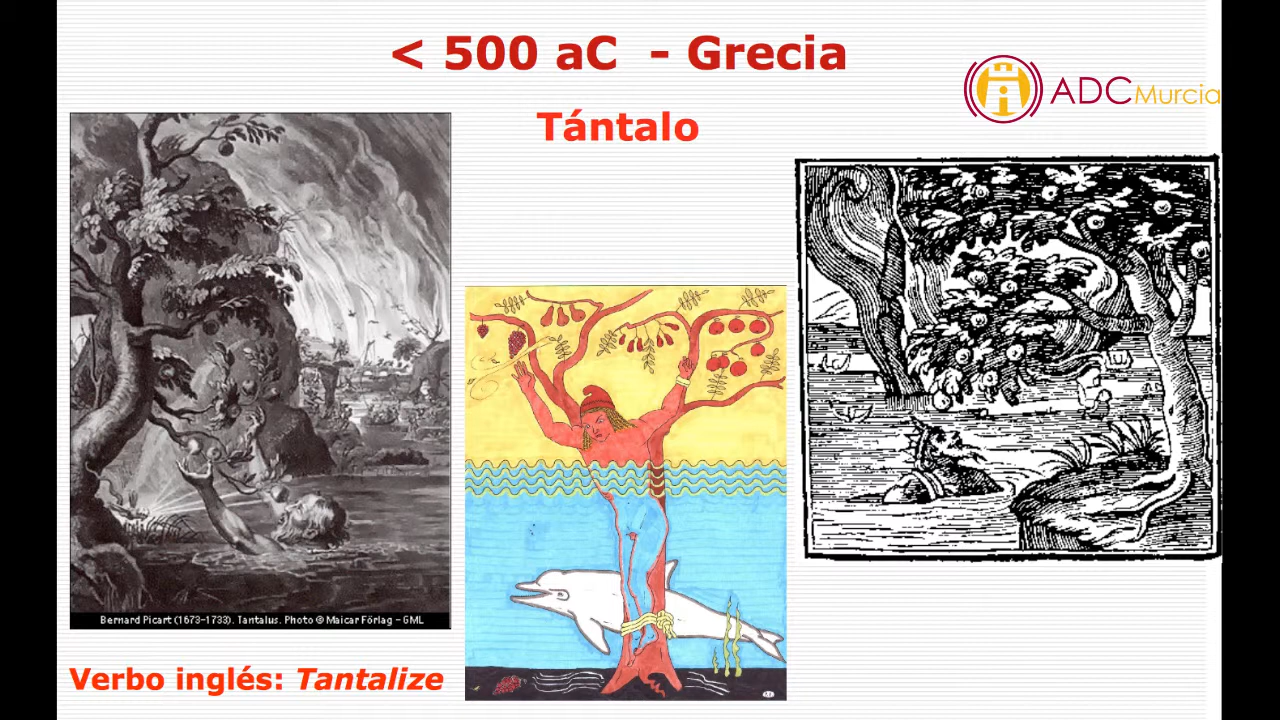 < 500 aC - Grecia
ADCMurcia
Tántalo
Bernard Picart (1673-1733). Tantalus. Photo © Maicar Förlag - GML
Verbo inglés: Tantalize